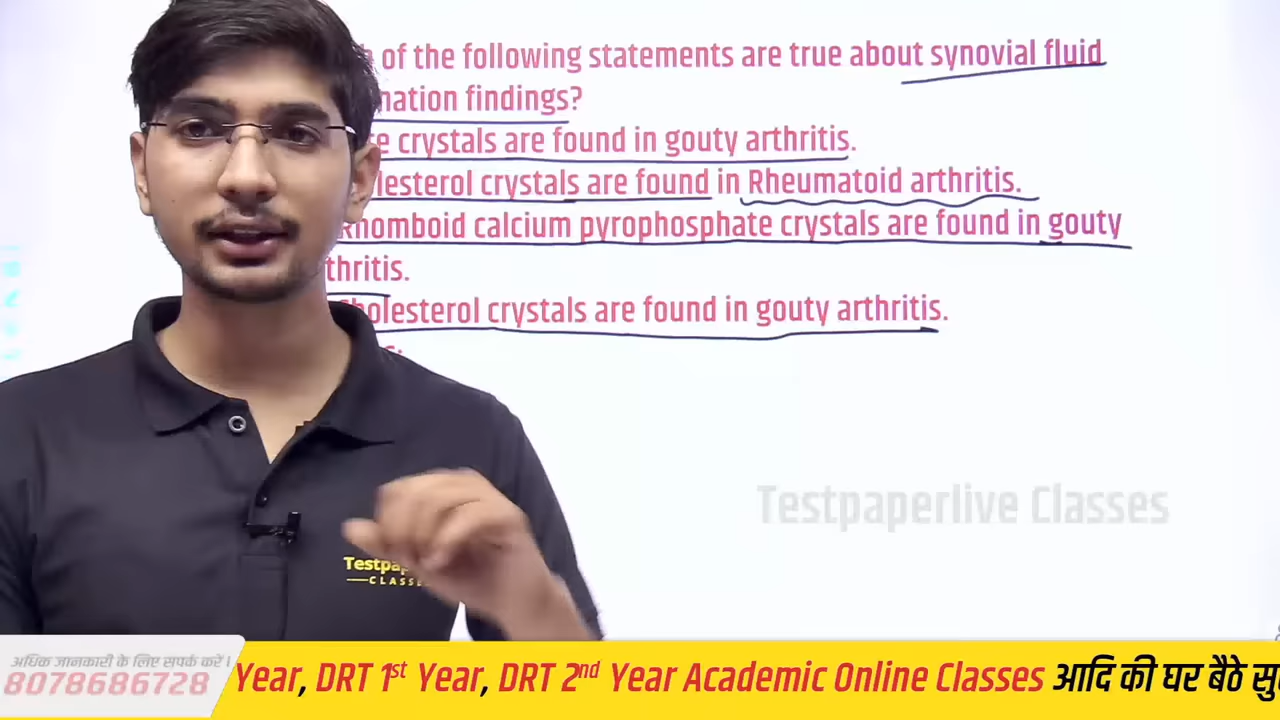 of the following statements are true about synovial fluid
nation findings?
e crystals are found in gouty arthritis.
lesterol crystals are found in Rheumatoid arthritis.
Rhomboid calcium pyrophosphate crystals are found in gouty
thritis.
Cholesterol crystals are found in gouty arthritis.
Testpaperlive Classes
Testpa
CLASSE
अधिक जानकारी के लिए सपर्क करें।
8078686728
Year, DRT 1st Year, DRT 2nd Year Academic Online Classes आदि की घर बैठे